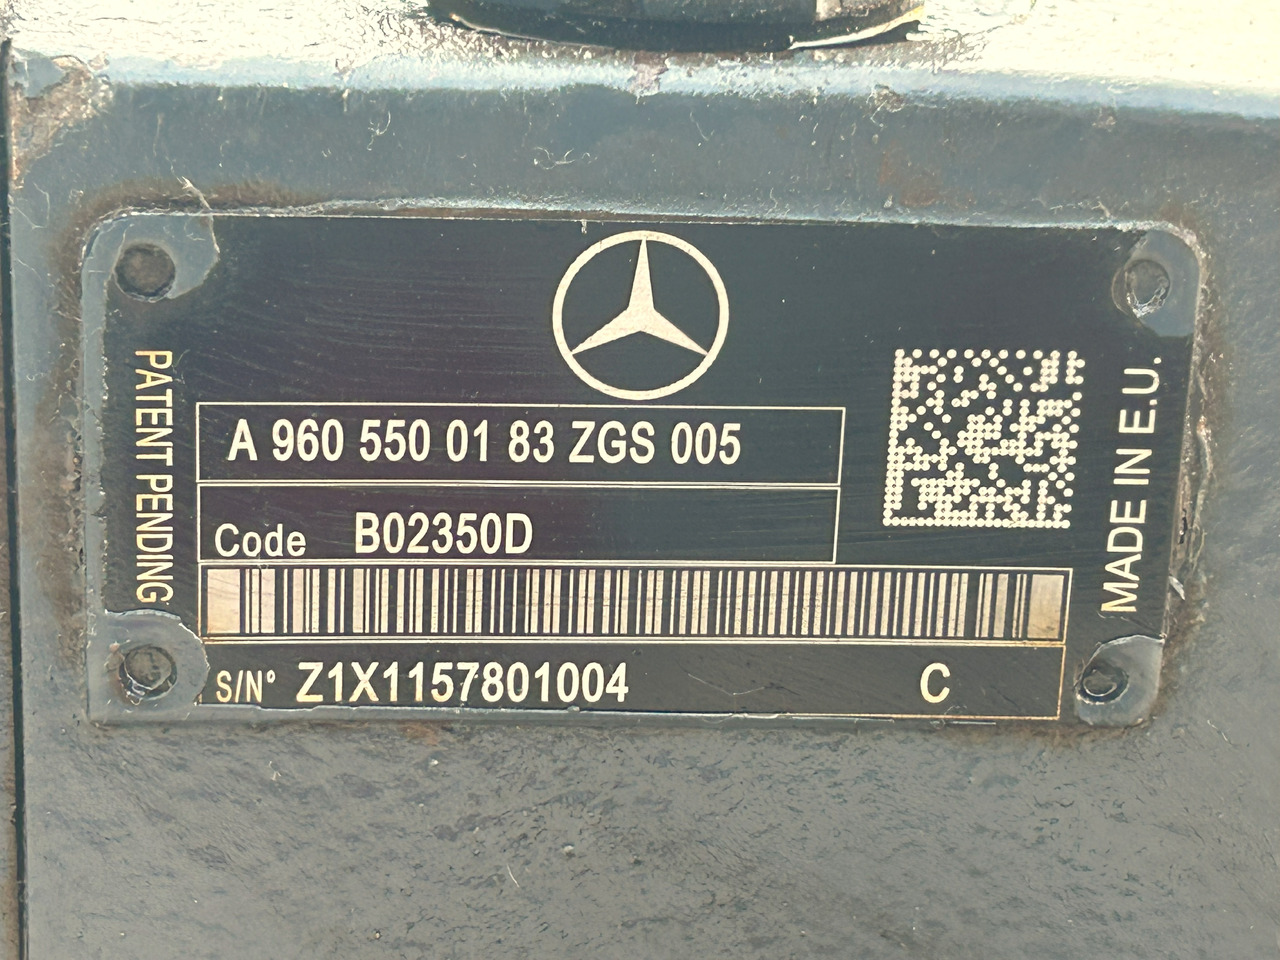 A 960 550 01 83 ZGS 005
Code B02350D
S/N° Z1X1157801004 C
PATENT PENDING
MADE IN E.U.